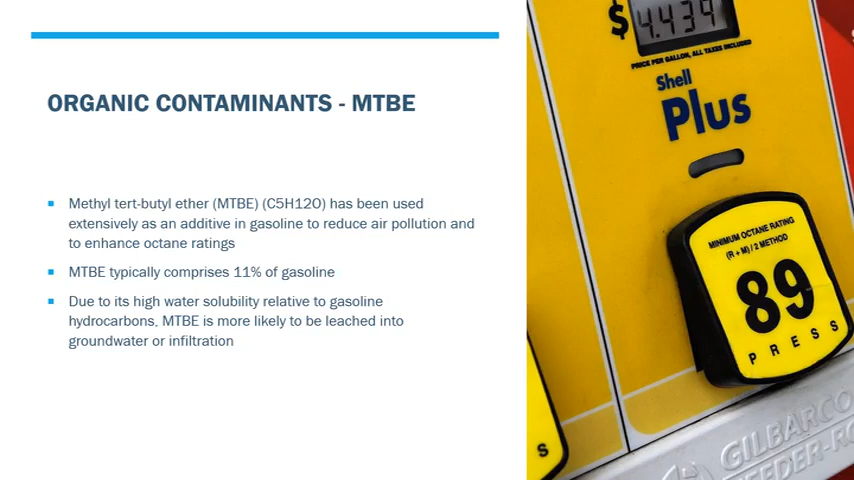 ORGANIC CONTAMINANTS - MTBE
Methyl tert-butyl ether (MTBE) (C5H12O) has been used
extensively as an additive in gasoline to reduce air pollution and
to enhance octane ratings
MTBE typically comprises 11% of gasoline
Due to its high water solubility relative to gasoline
hydrocarbons, MTBE is more likely to be leached into
groundwater or infiltration
$ 4.439
PRICE PER GALLON, ALL TAXES INCLUDED
Shell
Plus
MINIMUM OCTANE RATING
(R + M) / 2 METHOD
89
PRESS
S
GILBARCO
EEDER-RO